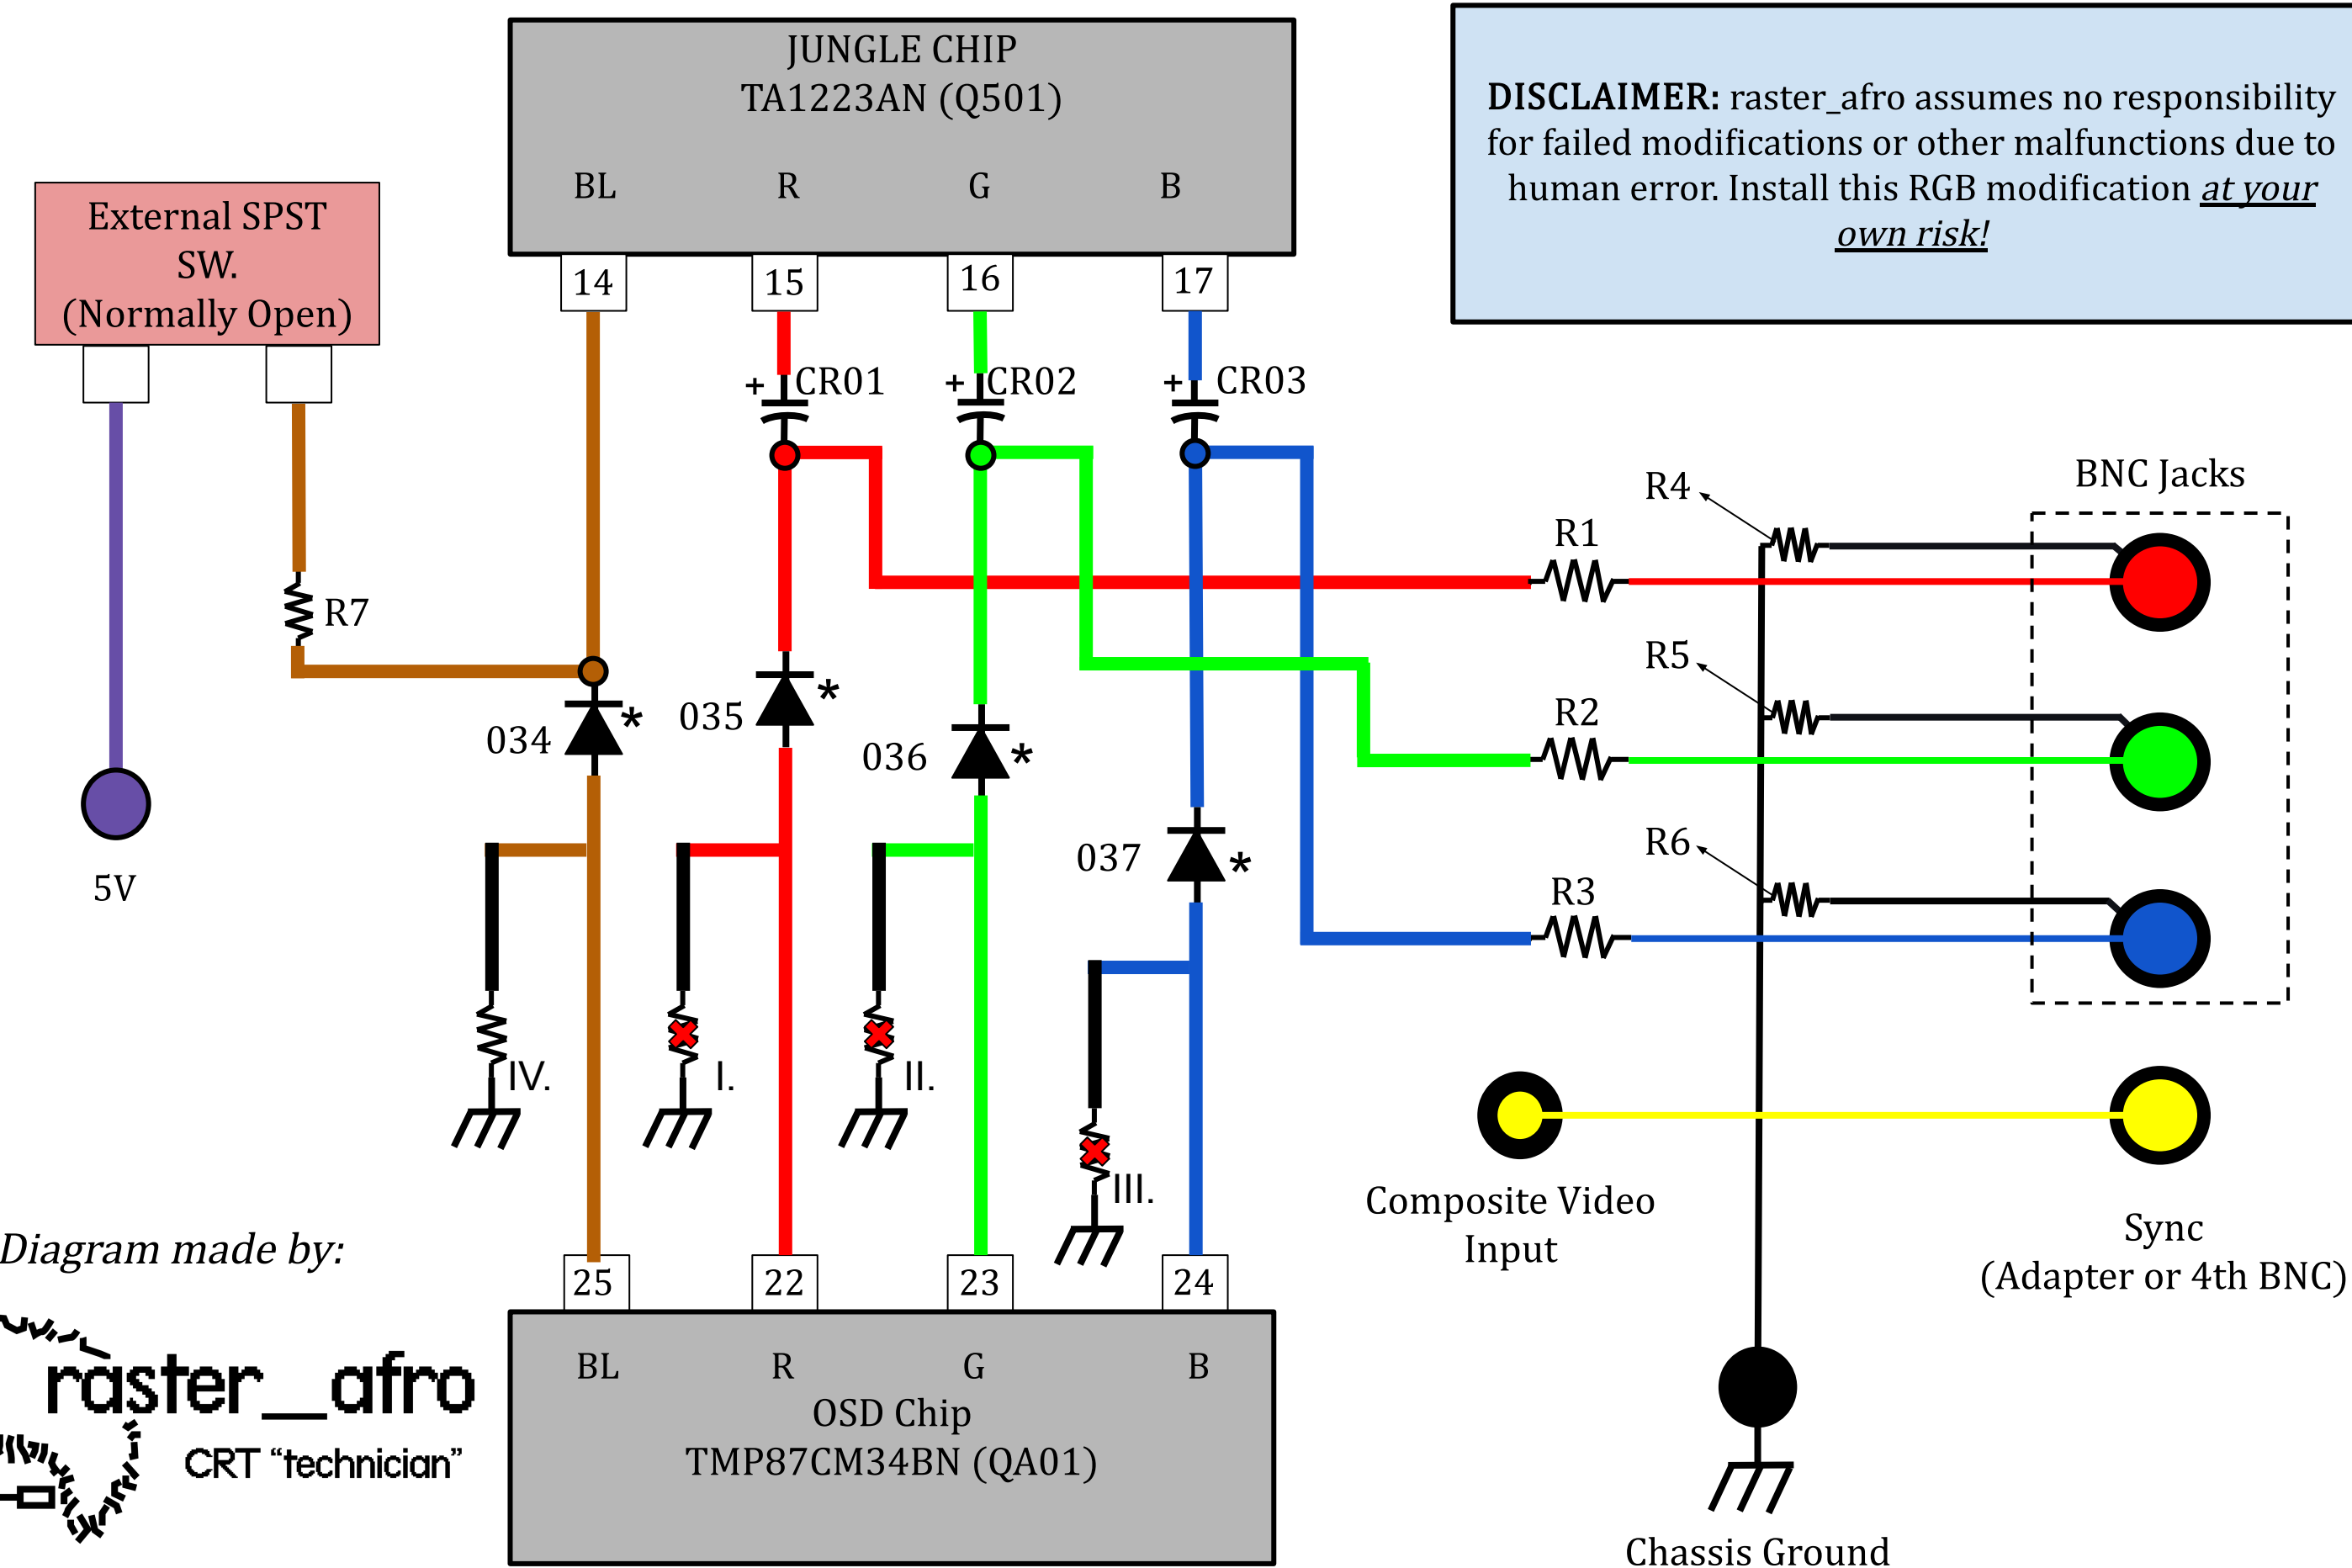 JUNGLE CHIP
TA1223AN (Q501)
BL R G B
14 15 16 17
DISCLAIMER: raster_afro assumes no responsibility
for failed modifications or other malfunctions due to
human error. Install this RGB modification at your
own risk!
External SPST
SW.
(Normally Open)
+ CR01 + CR02 + CR03
BNC Jacks
R4
R1
R7
R5
034 * 035 * 036 * 037 *
R2
R6
R3
5V
IV. I. II. III.
Composite Video
Input
Sync
(Adapter or 4th BNC)
Diagram made by:
raster_afro
CRT "technician"
25 22 23 24
BL R G B
OSD Chip
TMP87CM34BN (QA01)
Chassis Ground